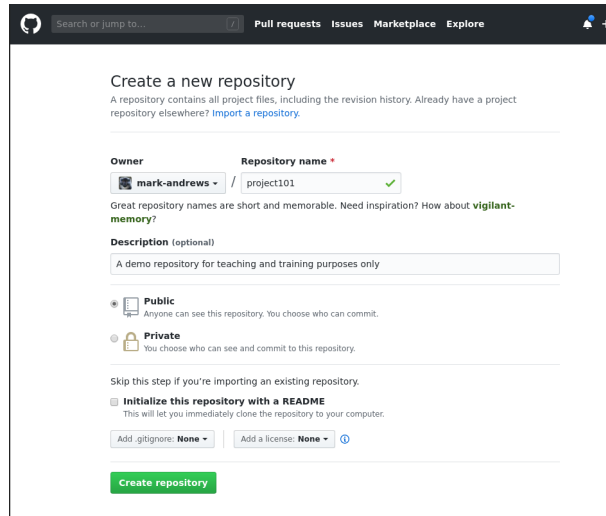 Search or jump to... / Pull requests Issues Marketplace Explore
Create a new repository
A repository contains all project files, including the revision history. Already have a project
repository elsewhere? Import a repository.
Owner Repository name *
mark-andrews / project101
Great repository names are short and memorable. Need inspiration? How about vigilant-
memory?
Description (optional)
A demo repository for teaching and training purposes only
Public
Anyone can see this repository. You choose who can commit.
Private
You choose who can see and commit to this repository.
Skip this step if you're importing an existing repository.
Initialize this repository with a README
This will let you immediately clone the repository to your computer.
Add .gitignore: None Add a license: None
Create repository